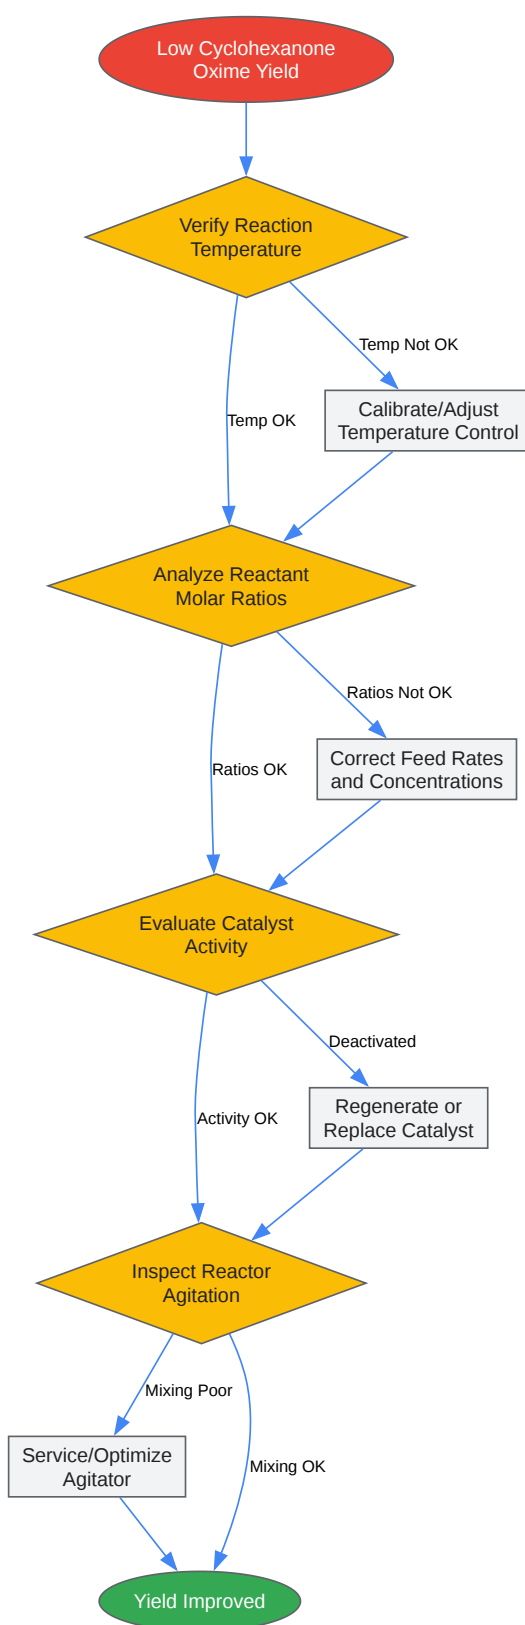 Low Cyclohexanone
Oxime Yield
Verify Reaction
Temperature
Temp Not OK
Calibrate/Adjust
Temperature Control
Temp OK
Analyze Reactant
Molar Ratios
Ratios Not OK
Correct Feed Rates
and Concentrations
Ratios OK
Evaluate Catalyst
Activity
Deactivated
Regenerate or
Replace Catalyst
Activity OK
Inspect Reactor
Agitation
Mixing Poor
Service/Optimize
Agitator
Mixing OK
Yield Improved